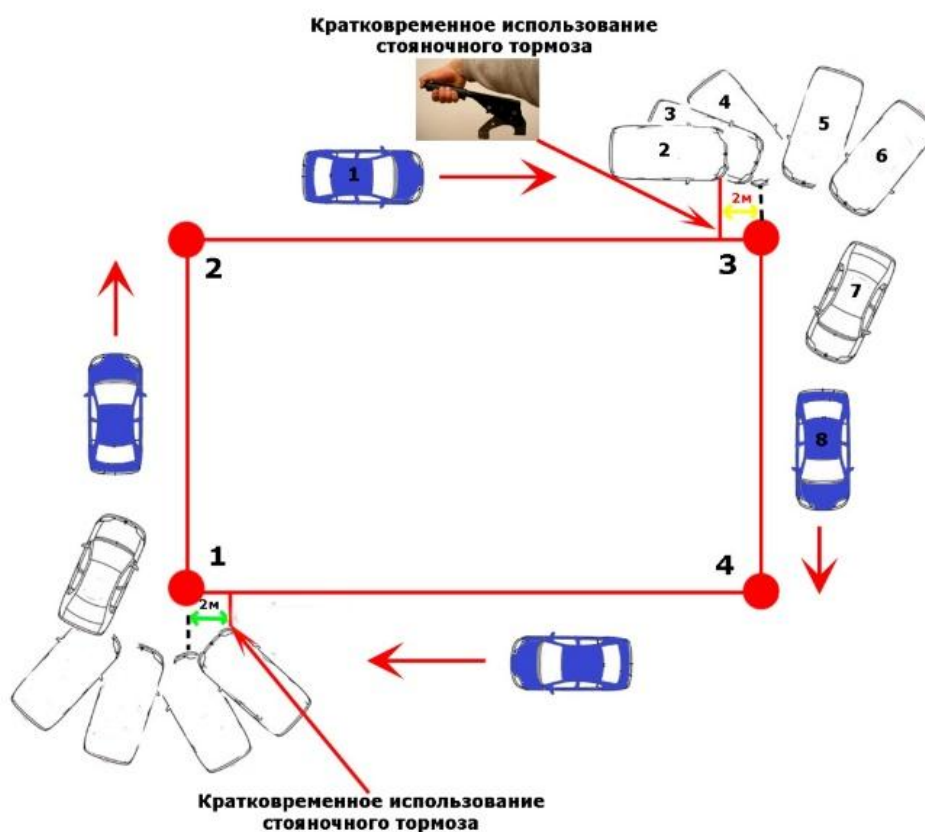 Кратковременное использование
стояночного тормоза
1
2
3
4
5
6
2м
2
3
7
8
1
4
2м
Кратковременное использование
стояночного тормоза